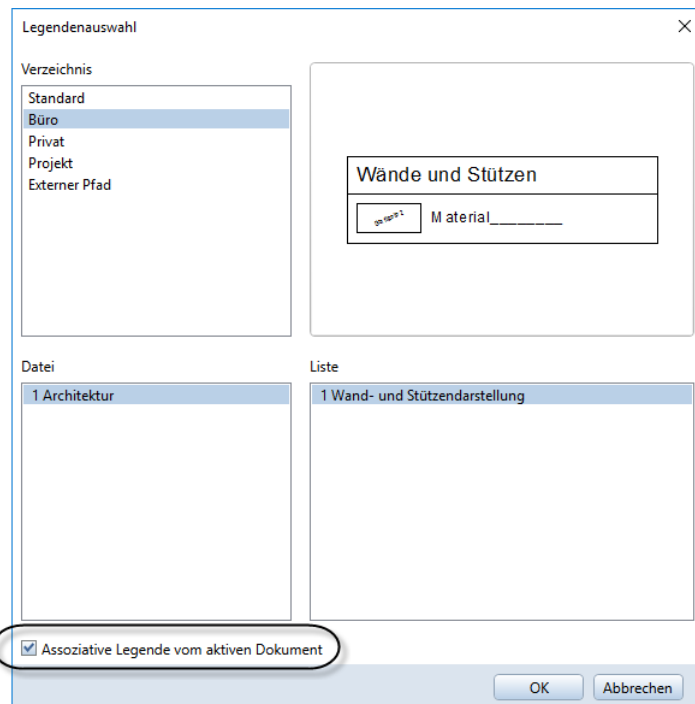 Legendenauswahl
Verzeichnis
Standard
Büro
Privat
Projekt
Externer Pfad
Wände und Stützen
Material________
Datei
1 Architektur
Liste
1 Wand- und Stützendarstellung
Assoziative Legende vom aktiven Dokument
OK
Abbrechen